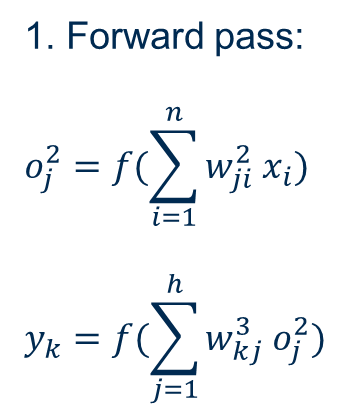 1. Forward pass:
o_j^2 = f(∑_{i=1}^{n} w_{ji}^2 x_i)
y_k = f(∑_{j=1}^{h} w_{kj}^3 o_j^2)